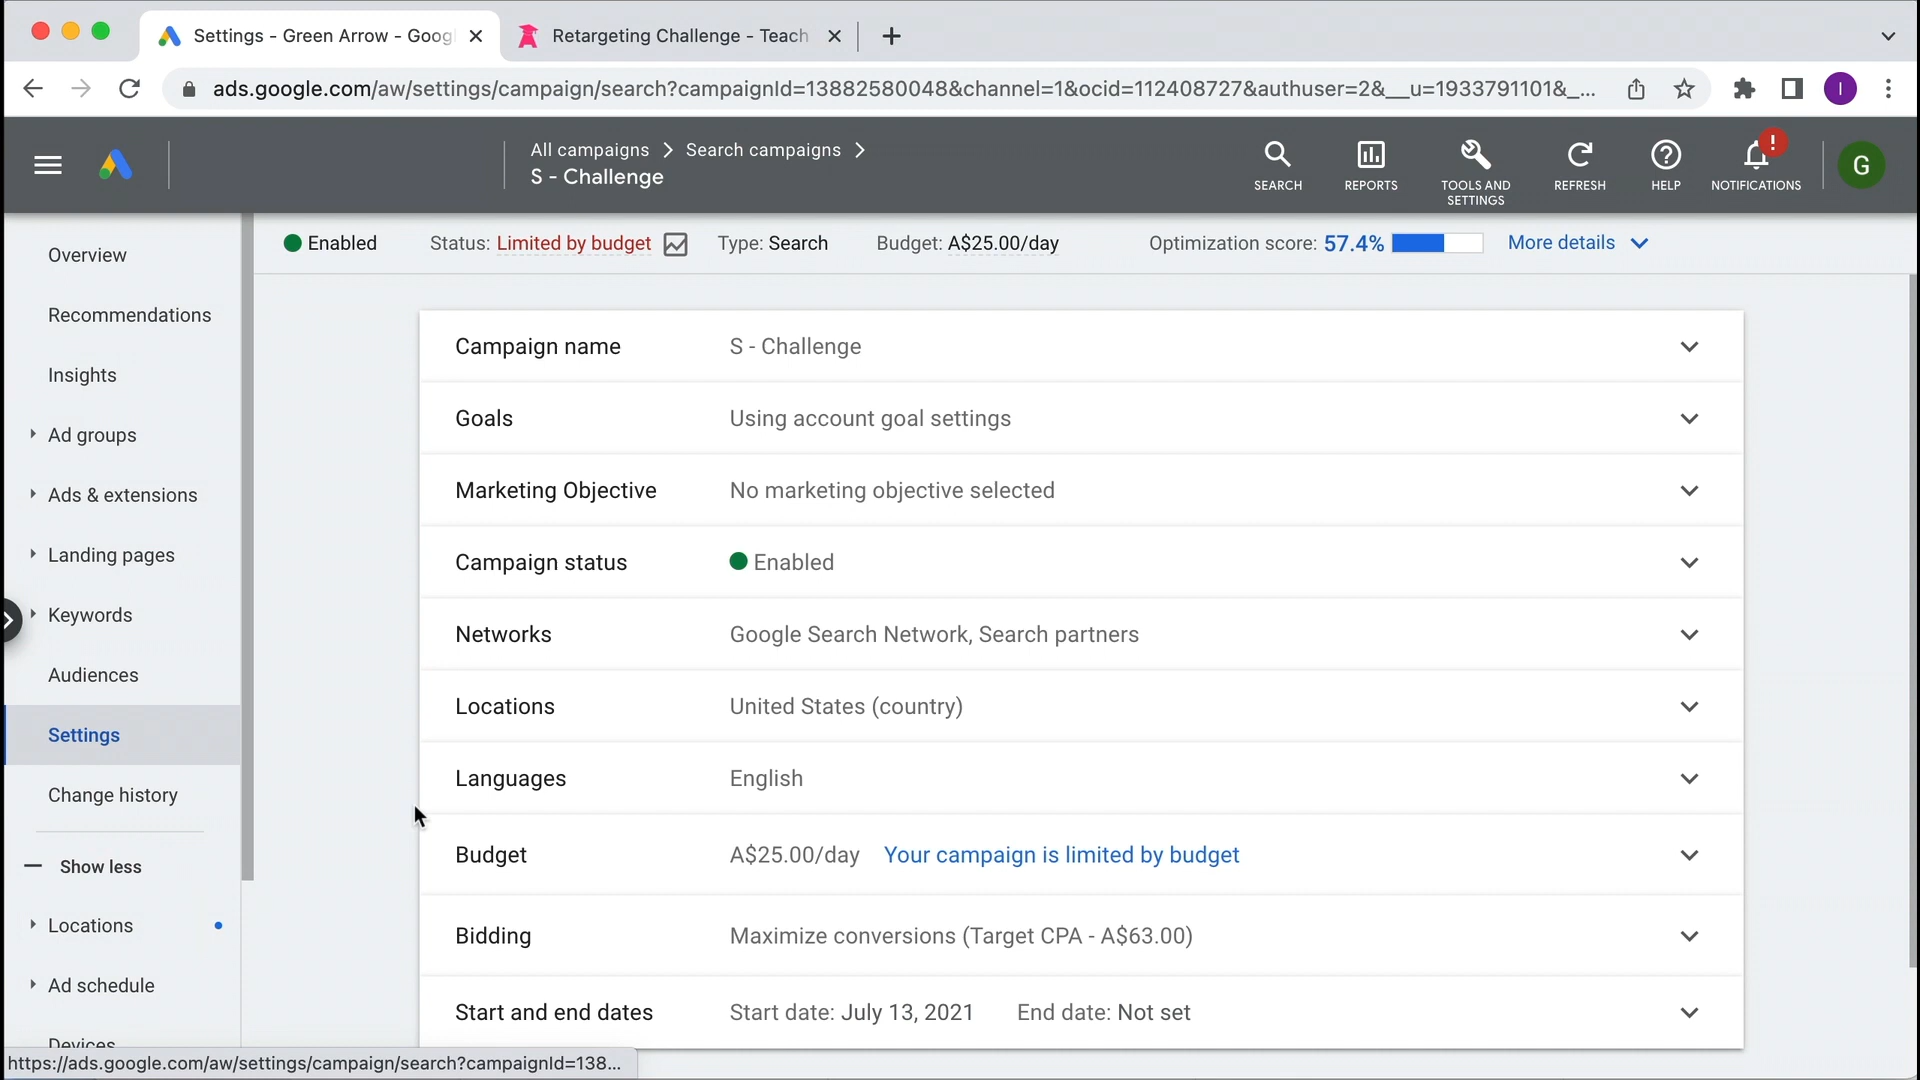 Settings - Green Arrow - Goog
Retargeting Challenge - Teach
ads.google.com/aw/settings/campaign/search?campaignId=13882580048&channel=1&ocid=112408727&authuser=2&__u=1933791101&_...
I
All campaigns > Search campaigns >
S - Challenge
SEARCH
REPORTS
TOOLS AND SETTINGS
REFRESH
HELP
!
NOTIFICATIONS
G
Enabled
Status: Limited by budget
Type: Search
Budget: A$25.00/day
Optimization score: 57.4%
More details
Overview
Recommendations
Insights
Ad groups
Ads & extensions
Landing pages
Keywords
Audiences
Settings
Change history
Show less
Locations
Ad schedule
Devices
Campaign name S - Challenge
Goals Using account goal settings
Marketing Objective No marketing objective selected
Campaign status Enabled
Networks Google Search Network, Search partners
Locations United States (country)
Languages English
Budget A$25.00/day Your campaign is limited by budget
Bidding Maximize conversions (Target CPA - A$63.00)
Start and end dates Start date: July 13, 2021 End date: Not set
https://ads.google.com/aw/settings/campaign/search?campaignId=138...